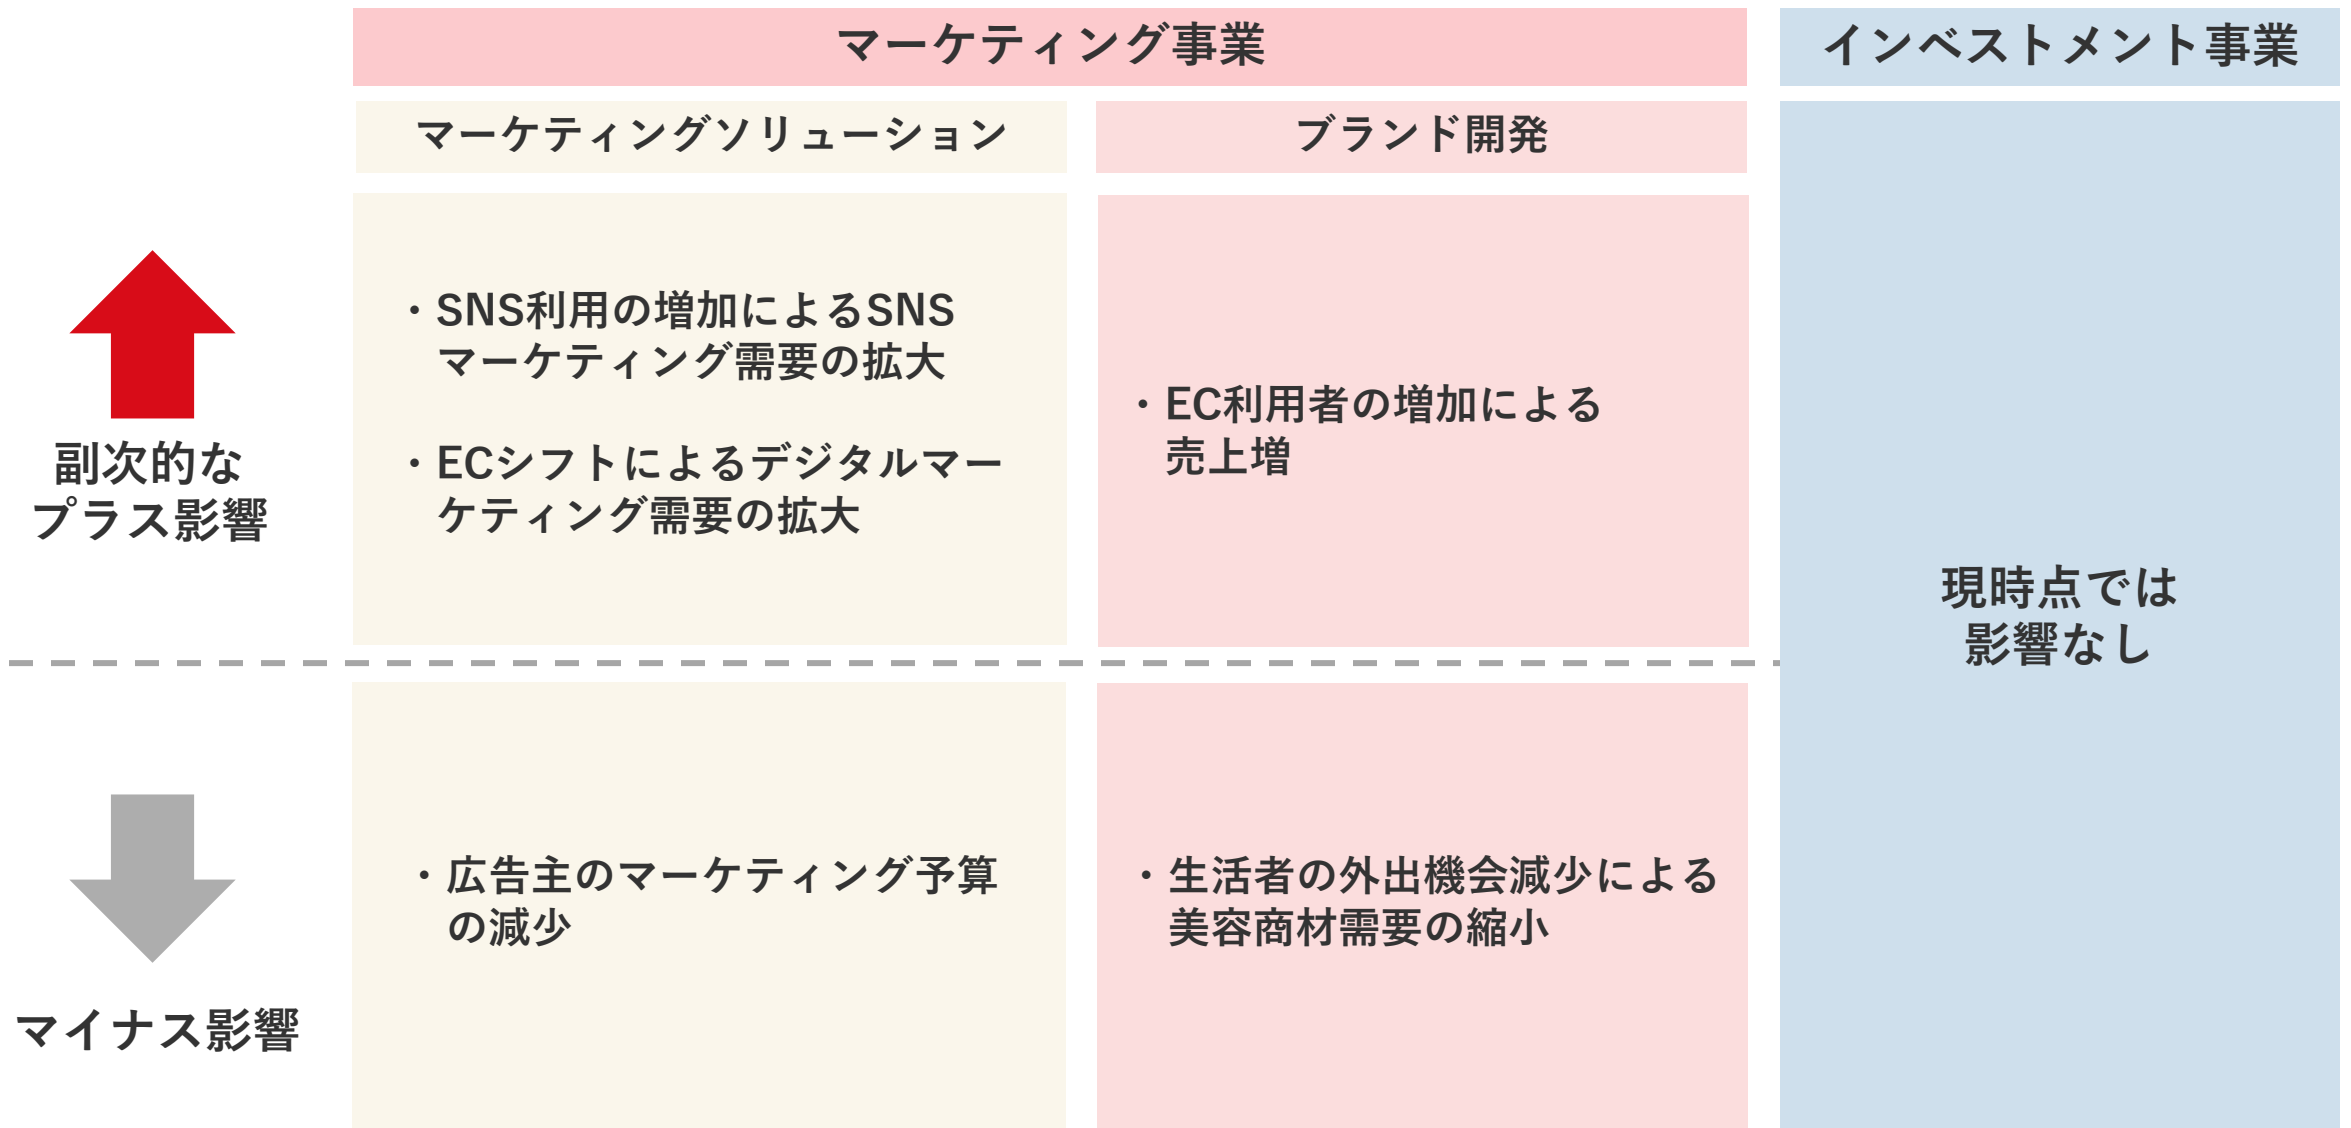 マーケティング事業
インベストメント事業
マーケティングソリューション
ブランド開発
副次的な
プラス影響
・SNS利用の増加によるSNS
マーケティング需要の拡大
・ECシフトによるデジタルマー
ケティング需要の拡大
・EC利用者の増加による
売上増
現時点では
影響なし
マイナス影響
・広告主のマーケティング予算
の減少
・生活者の外出機会減少による
美容商材需要の縮小